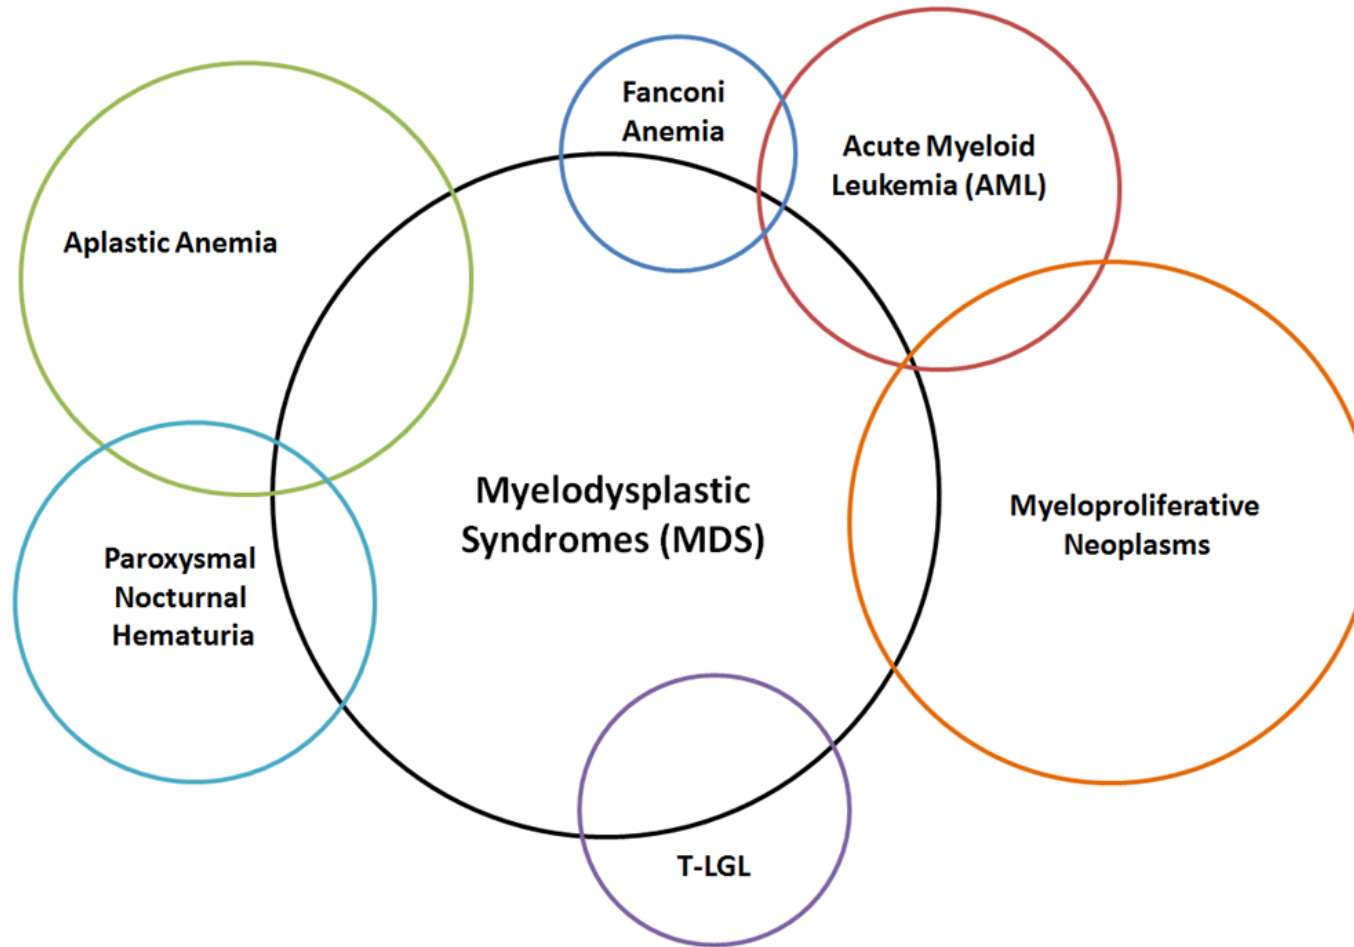 Fanconi
Anemia
Acute Myeloid
Leukemia (AML)
Aplastic Anemia
Myelodysplastic
Syndromes (MDS)
Myeloproliferative
Neoplasms
Paroxysmal
Nocturnal
Hematuria
T-LGL